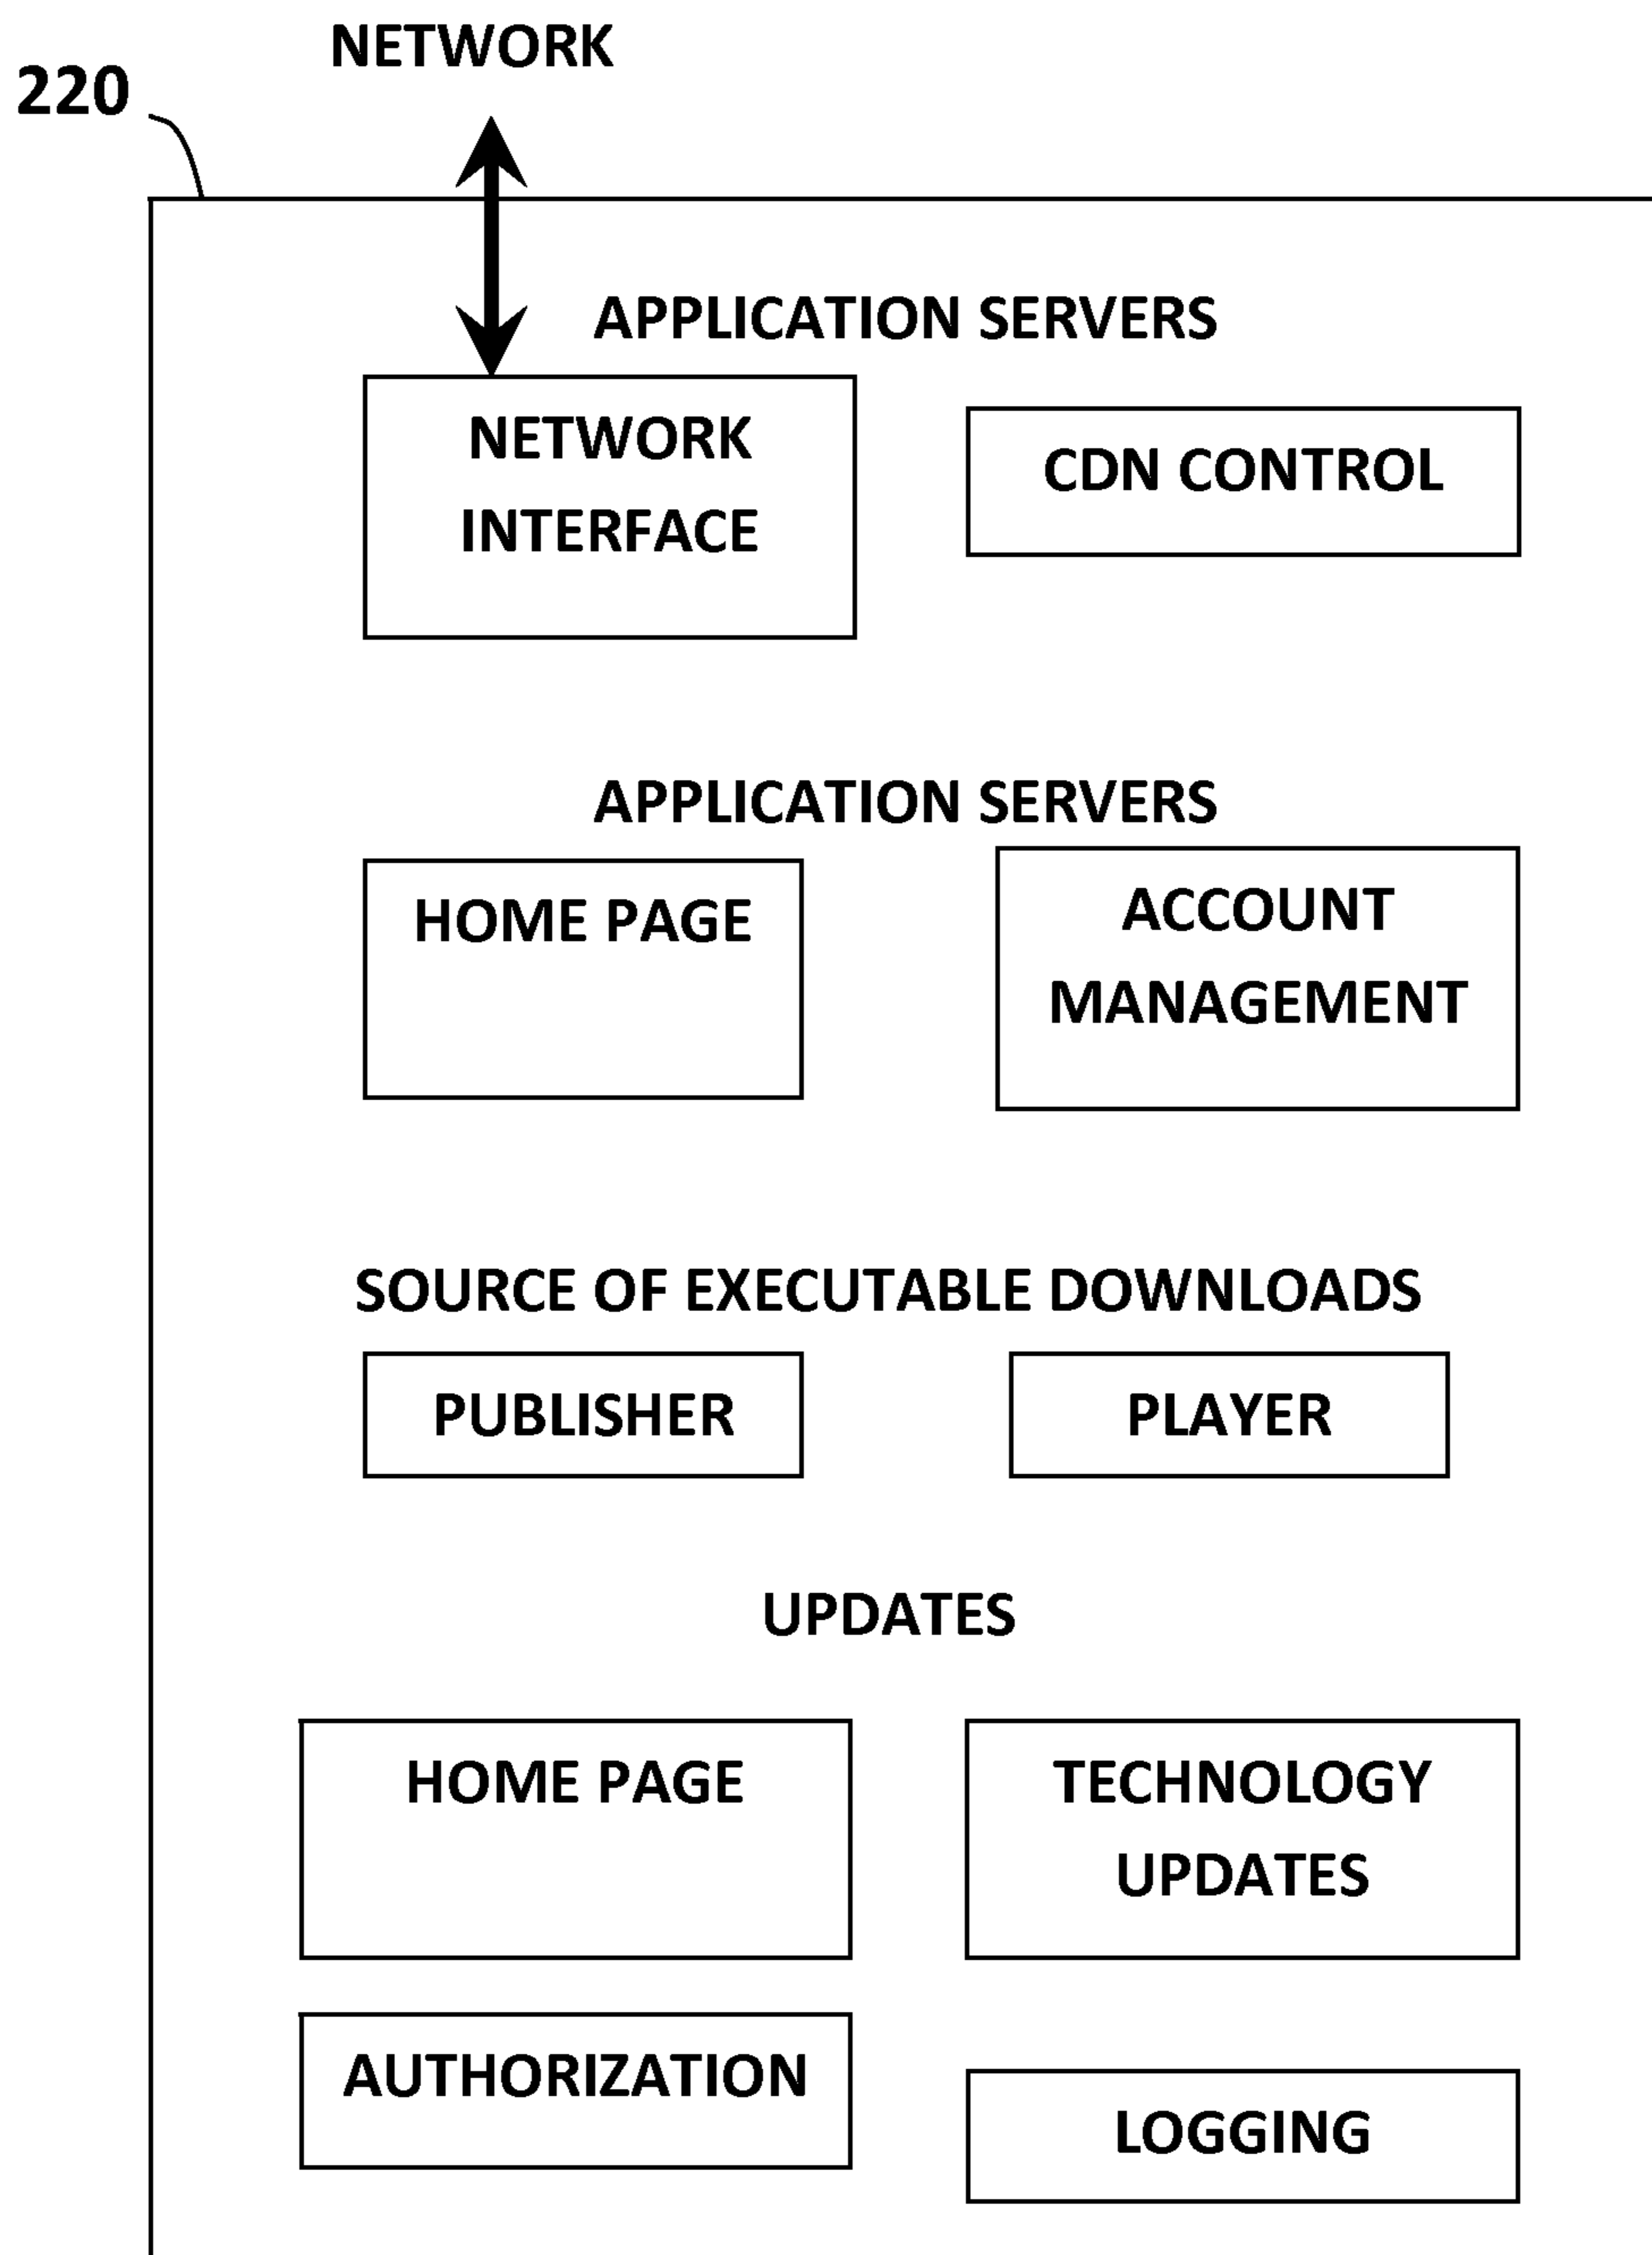 NETWORK
220
APPLICATION SERVERS
NETWORK
INTERFACE
CDN CONTROL
APPLICATION SERVERS
HOME PAGE
ACCOUNT
MANAGEMENT
SOURCE OF EXECUTABLE DOWNLOADS
PUBLISHER
PLAYER
UPDATES
HOME PAGE
TECHNOLOGY
UPDATES
AUTHORIZATION
LOGGING